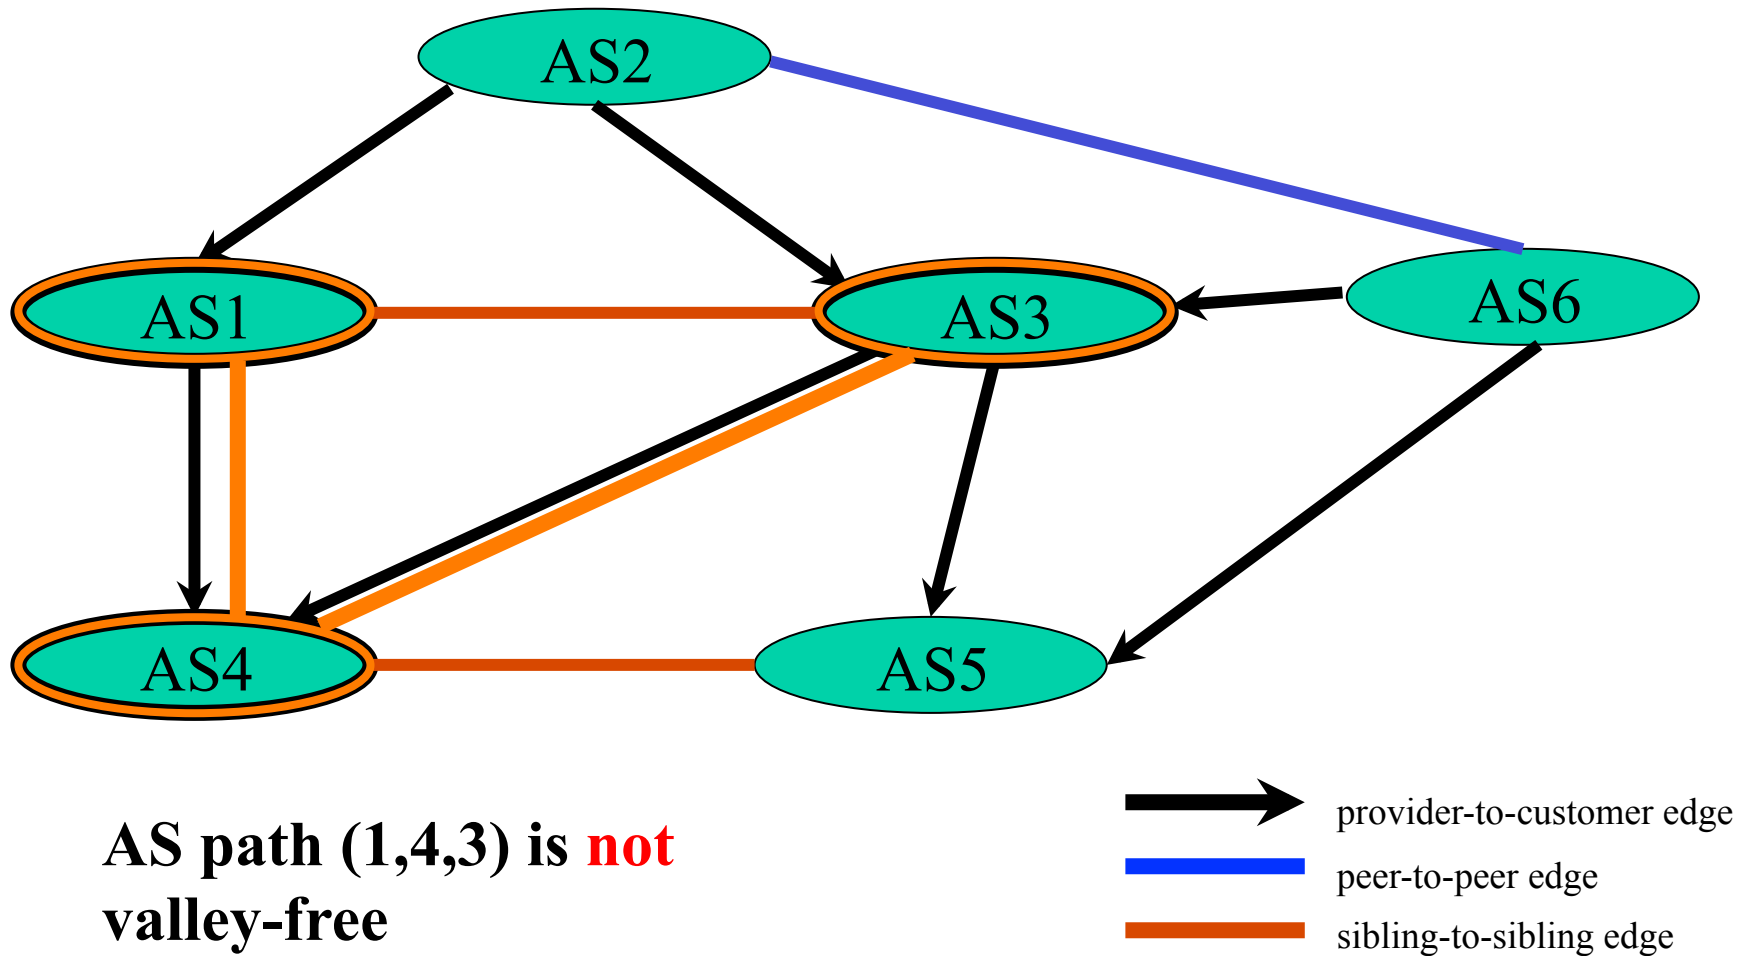 AS2
AS1
AS3
AS6
AS4
AS5
AS path (1,4,3) is not
valley-free
provider-to-customer edge
peer-to-peer edge
sibling-to-sibling edge